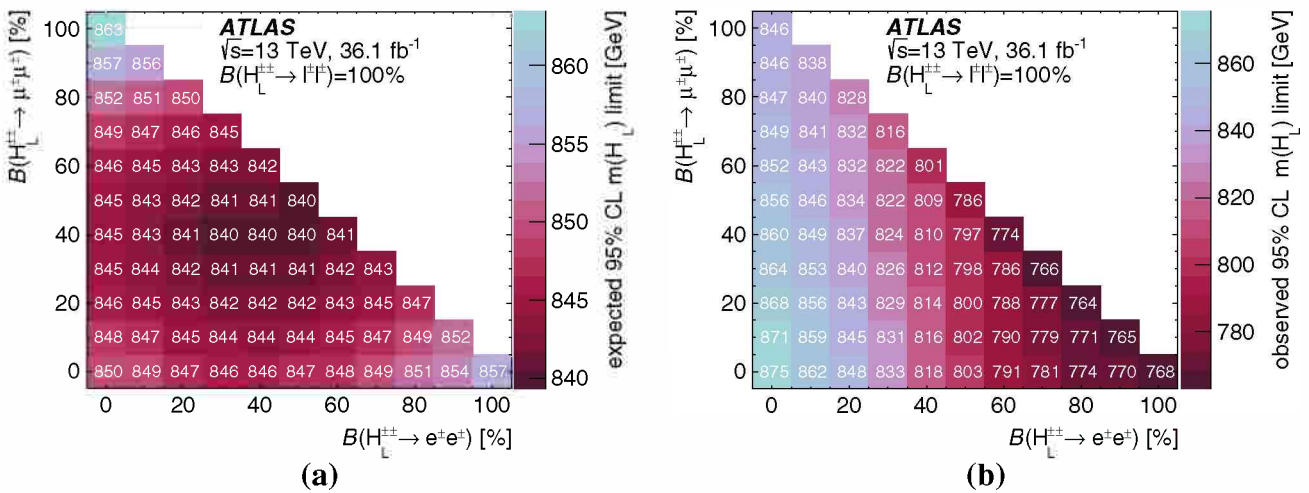 ATLAS
√s=13 TeV, 36.1 fb⁻¹
B(H_L^±±→ l±l±)=100%
B(H_L^±±→ μ±μ±) [%]
100 863
857 856
80 852 851 850
849 847 846 845
60 846 845 843 843 842
845 843 842 841 841 840
40 845 843 841 840 840 840 841
845 844 842 841 841 841 842 843
20 846 845 843 842 842 842 843 845 847
848 847 845 844 844 844 845 847 849 852
0 850 849 847 846 846 847 848 849 851 854 857
0 20 40 60 80 100
B(H_L^±±→ e±e±) [%]
860
855
850
845
840
expected 95% CL m(H_L) limit [GeV]
(a)
ATLAS
√s=13 TeV, 36.1 fb⁻¹
B(H_L^±±→ l±l±)=100%
B(H_L^±±→ μ±μ±) [%]
100 846
846 838
80 847 840 828
849 841 832 816
60 852 843 832 822 801
856 846 834 822 809 786
40 860 849 837 824 810 797 774
864 853 840 826 812 798 786 766
20 868 856 843 829 814 800 788 777 764
871 859 845 831 816 802 790 779 771 765
0 875 862 848 833 818 803 791 781 774 770 768
0 20 40 60 80 100
B(H_L^±±→ e±e±) [%]
860
840
820
800
780
observed 95% CL m(H_L) limit [GeV]
(b)